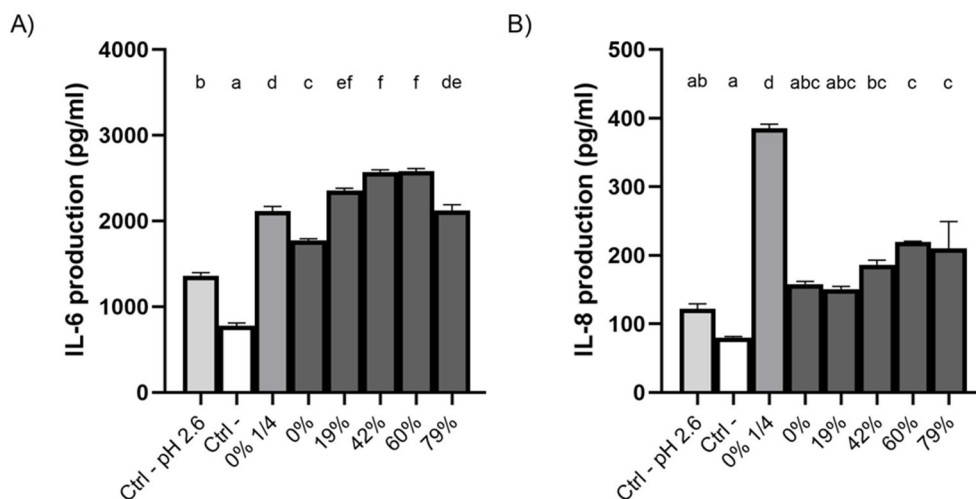 A)
IL-6 production (pg/ml)
4000
3000
2000
1000
0
b a d c ef f f de
Ctrl - pH 2.6
Ctrl -
0% 1/4
0%
19%
42%
60%
79%
B)
IL-8 production (pg/ml)
500
400
300
200
100
0
ab a d abc abc bc c c
Ctrl - pH 2.6
Ctrl -
0% 1/4
0%
19%
42%
60%
79%